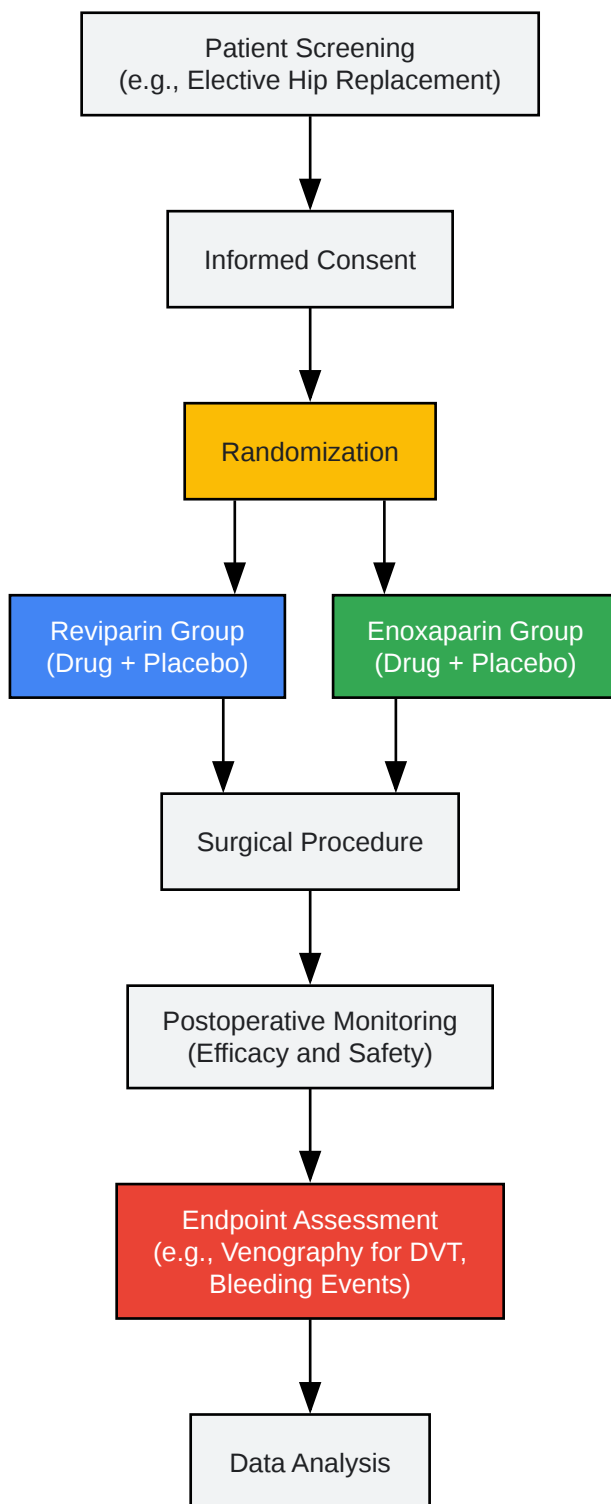 Patient Screening
(e.g., Elective Hip Replacement)
Informed Consent
Randomization
Reviparin Group
(Drug + Placebo)
Enoxaparin Group
(Drug + Placebo)
Surgical Procedure
Postoperative Monitoring
(Efficacy and Safety)
Endpoint Assessment
(e.g., Venography for DVT,
Bleeding Events)
Data Analysis